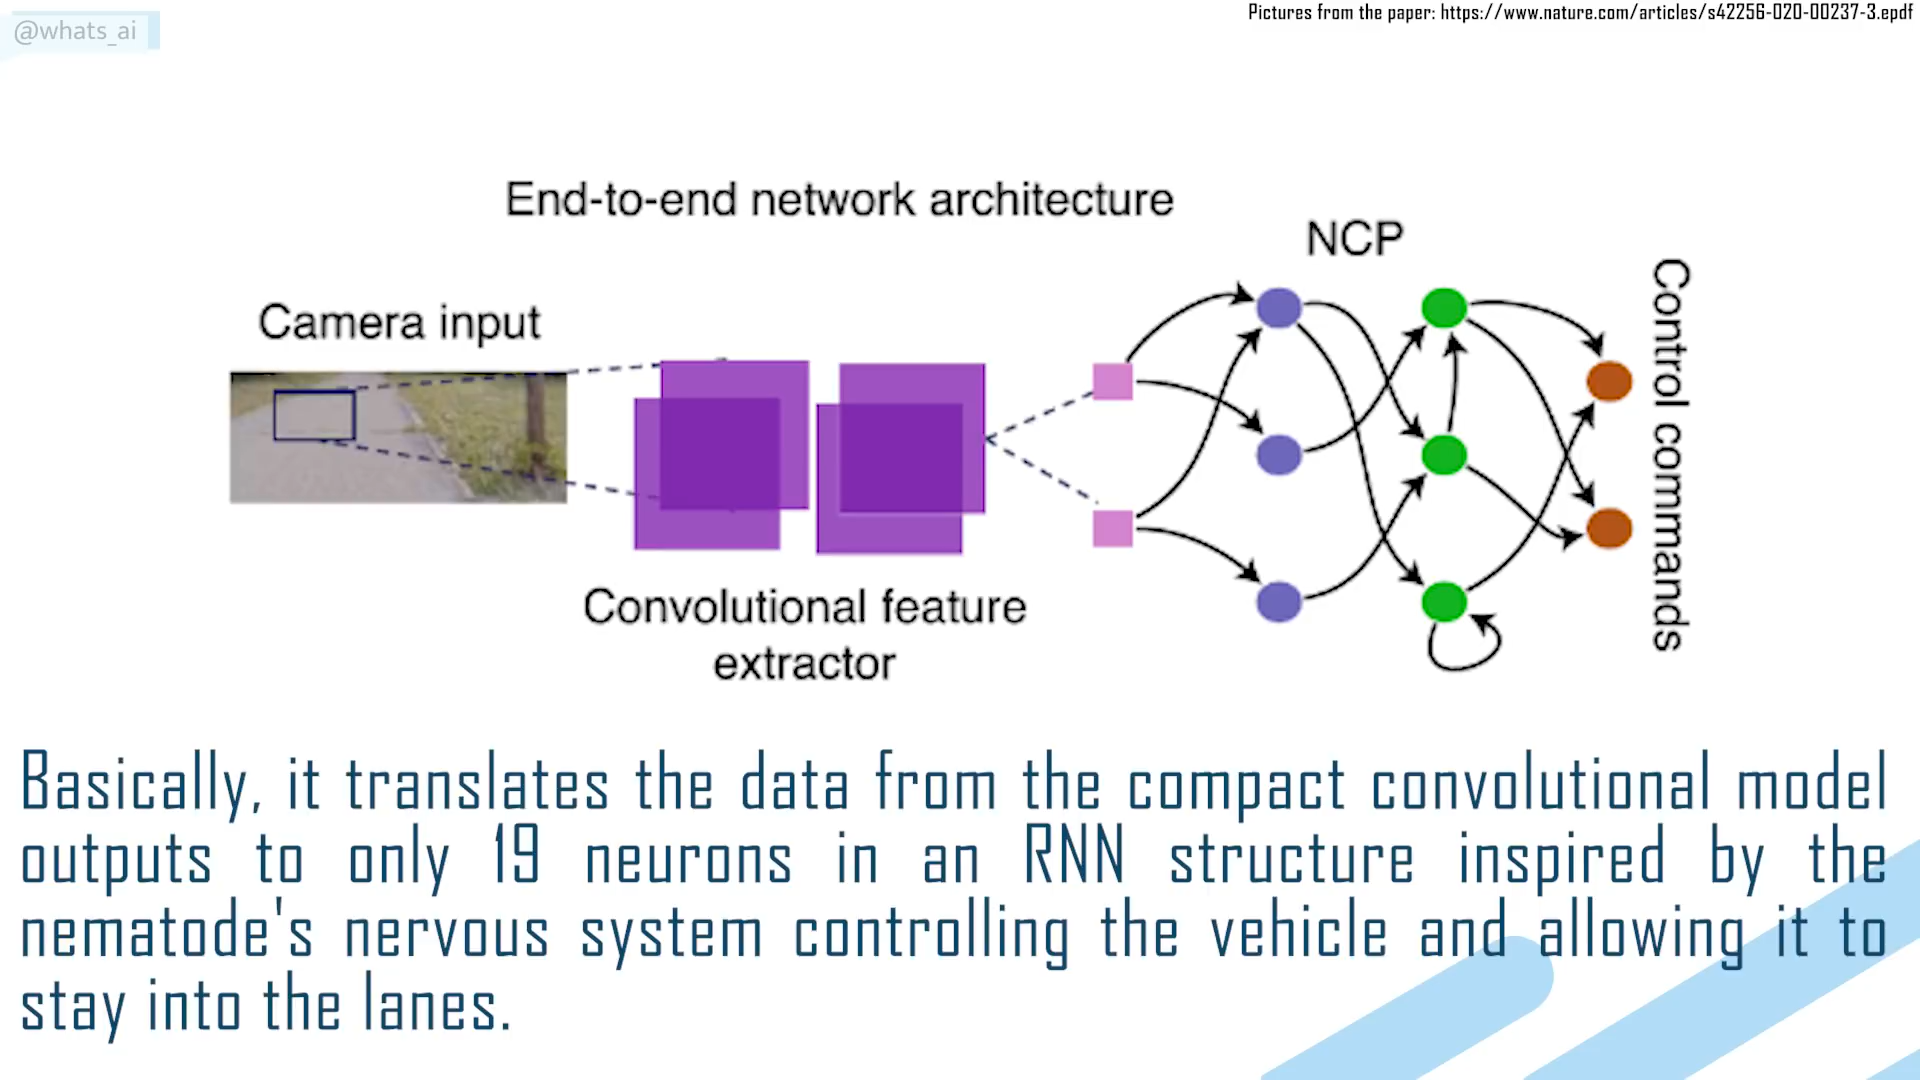 @whats_ai
Pictures from the paper: https://www.nature.com/articles/s42256-020-00237-3.epdf
End-to-end network architecture
NCP
Camera input
Control commands
Convolutional feature
extractor
Basically, it translates the data from the compact convolutional model
outputs to only 19 neurons in an RNN structure inspired by the
nematode's nervous system controlling the vehicle and allowing it to
stay into the lanes.